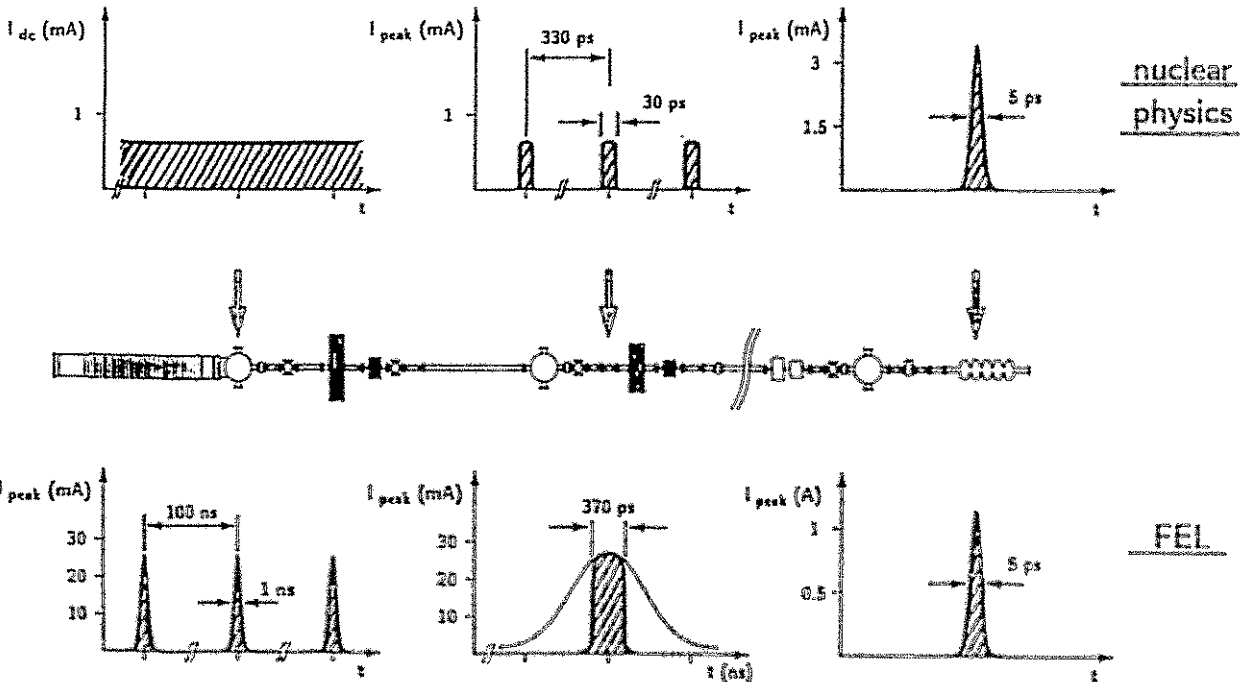 I dc (mA)
1
t
I peak (mA)
330 ps
1
30 ps
t
I peak (mA)
3
1.5
5 ps
t
nuclear
physics
I peak (mA)
100 ns
30
20
10
1 ns
t
I peak (mA)
370 ps
30
20
10
t (ns)
I peak (A)
1
0.5
5 ps
t
FEL